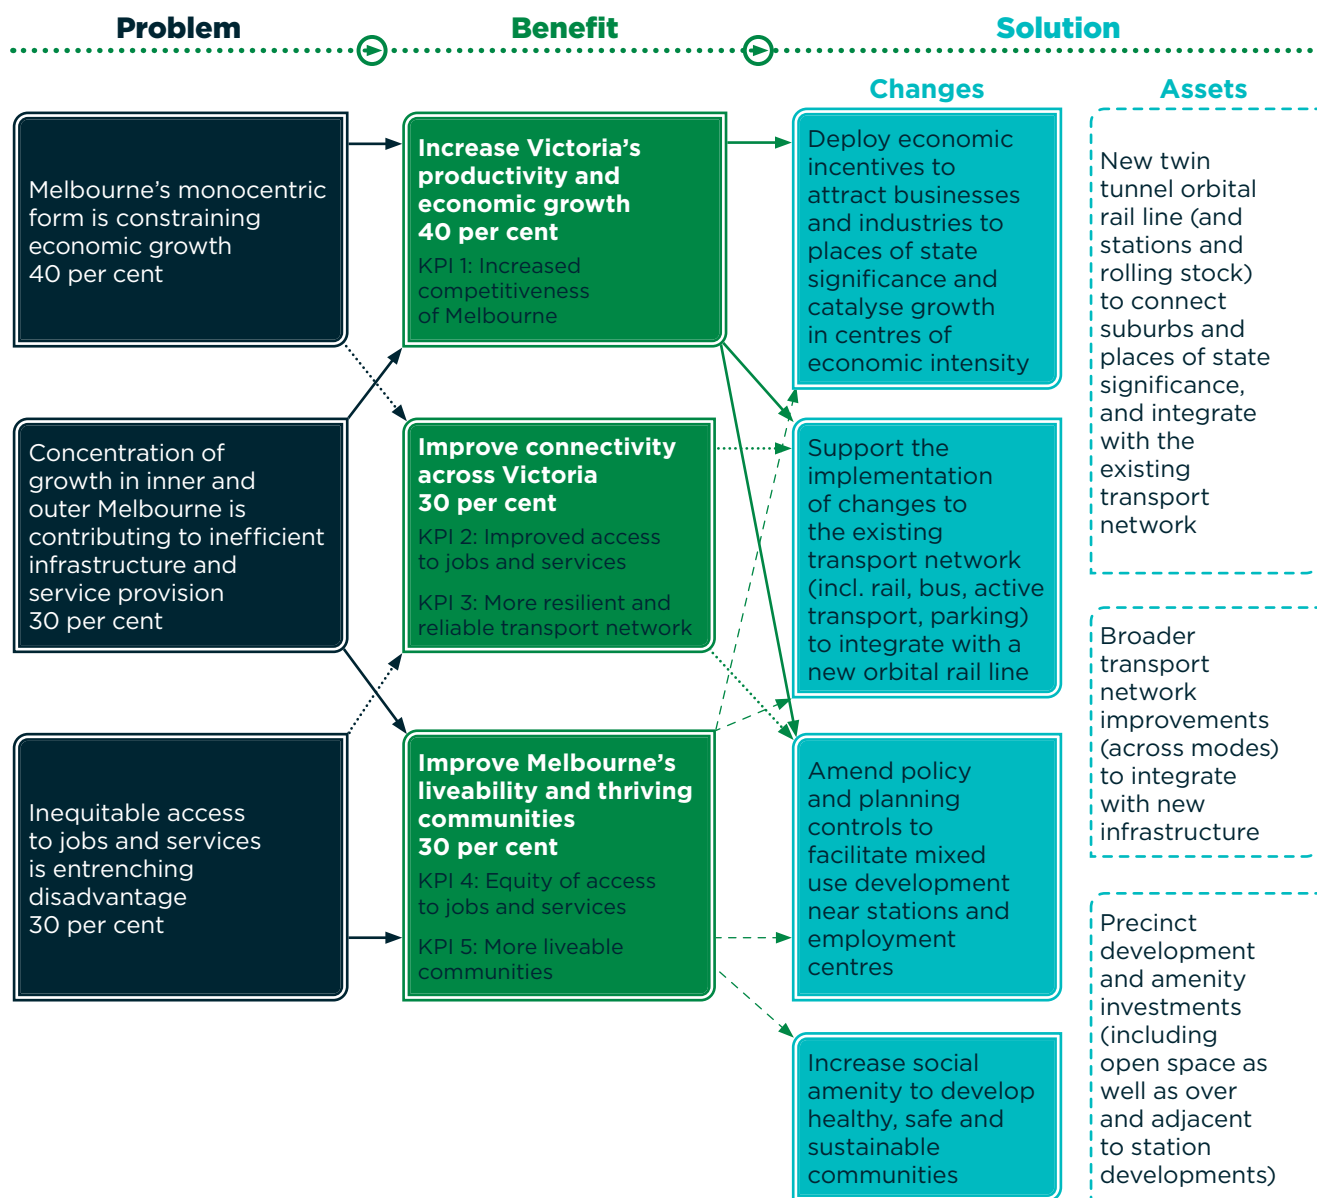 Problem
Benefit
Solution
Changes
Assets
Melbourne's monocentric
form is constraining
economic growth
40 per cent
Concentration of
growth in inner and
outer Melbourne is
contributing to inefficient
infrastructure and
service provision
30 per cent
Inequitable access
to jobs and services
is entrenching
disadvantage
30 per cent
Increase Victoria's
productivity and
economic growth
40 per cent
KPI 1: Increased
competitiveness
of Melbourne
Improve connectivity
across Victoria
30 per cent
KPI 2: Improved access
to jobs and services
KPI 3: More resilient and
reliable transport network
Improve Melbourne's
liveability and thriving
communities
30 per cent
KPI 4: Equity of access
to jobs and services
KPI 5: More liveable
communities
Deploy economic
incentives to
attract businesses
and industries to
places of state
significance and
catalyse growth
in centres of
economic intensity
Support the
implementation
of changes to
the existing
transport network
(incl. rail, bus, active
transport, parking)
to integrate with a
new orbital rail line
Amend policy
and planning
controls to
facilitate mixed
use development
near stations and
employment
centres
Increase social
amenity to develop
healthy, safe and
sustainable
communities
New twin
tunnel orbital
rail line (and
stations and
rolling stock)
to connect
suburbs and
places of state
significance,
and integrate
with the
existing
transport
network
Broader
transport
network
improvements
(across modes)
to integrate
with new
infrastructure
Precinct
development
and amenity
investments
(including
open space as
well as over
and adjacent
to station
developments)